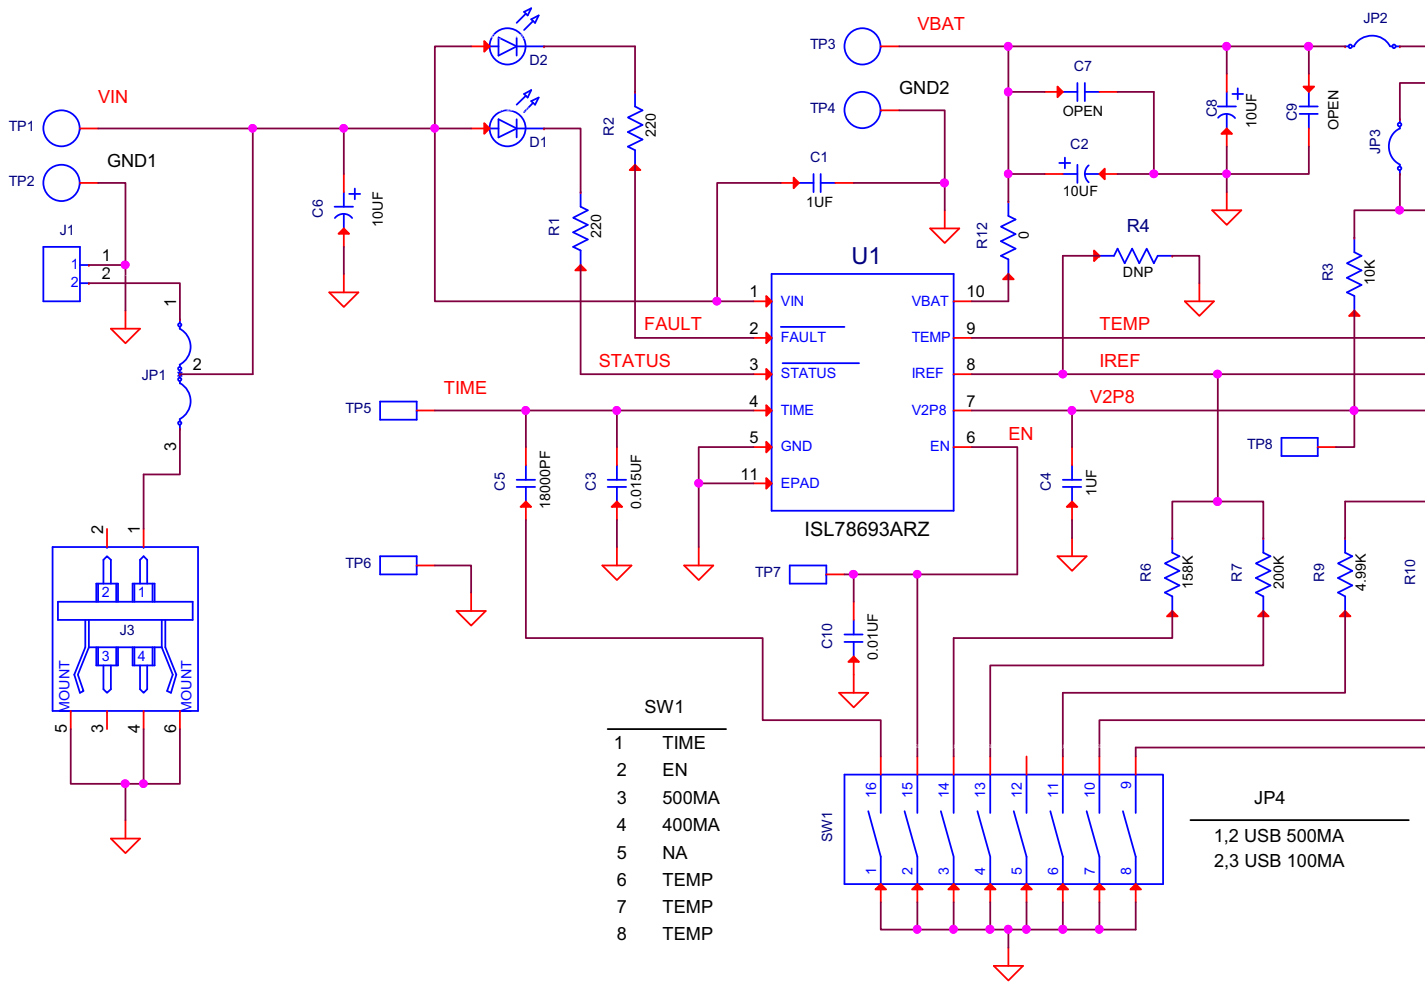 VIN
TP1
GND1
TP2
J1
1
2
1
2
1
2
3
JP1
2
1
2
1
J3
3
4
MOUNT
MOUNT
5
3
4
6
C6
10UF
D2
D1
R2
220
R1
220
FAULT
STATUS
TIME
TP5
C5
18000PF
C3
0.015UF
TP6
TP3
VBAT
TP4
GND2
C1
1UF
C7
OPEN
C2
10UF
C8
10UF
C9
OPEN
JP2
JP3
R12
0
R4
DNP
R3
10K
U1
1 VIN
2 FAULT
3 STATUS
4 TIME
5 GND
11 EPAD
VBAT 10
TEMP 9
IREF 8
V2P8 7
EN 6
ISL78693ARZ
TEMP
IREF
V2P8
EN
TP8
C4
1UF
TP7
C10
0.01UF
R6
158K
R7
200K
R9
4.99K
R10
SW1
1 TIME
2 EN
3 500MA
4 400MA
5 NA
6 TEMP
7 TEMP
8 TEMP
SW1
16 15 14 13 12 11 10 9
1 2 3 4 5 6 7 8
JP4
1,2 USB 500MA
2,3 USB 100MA